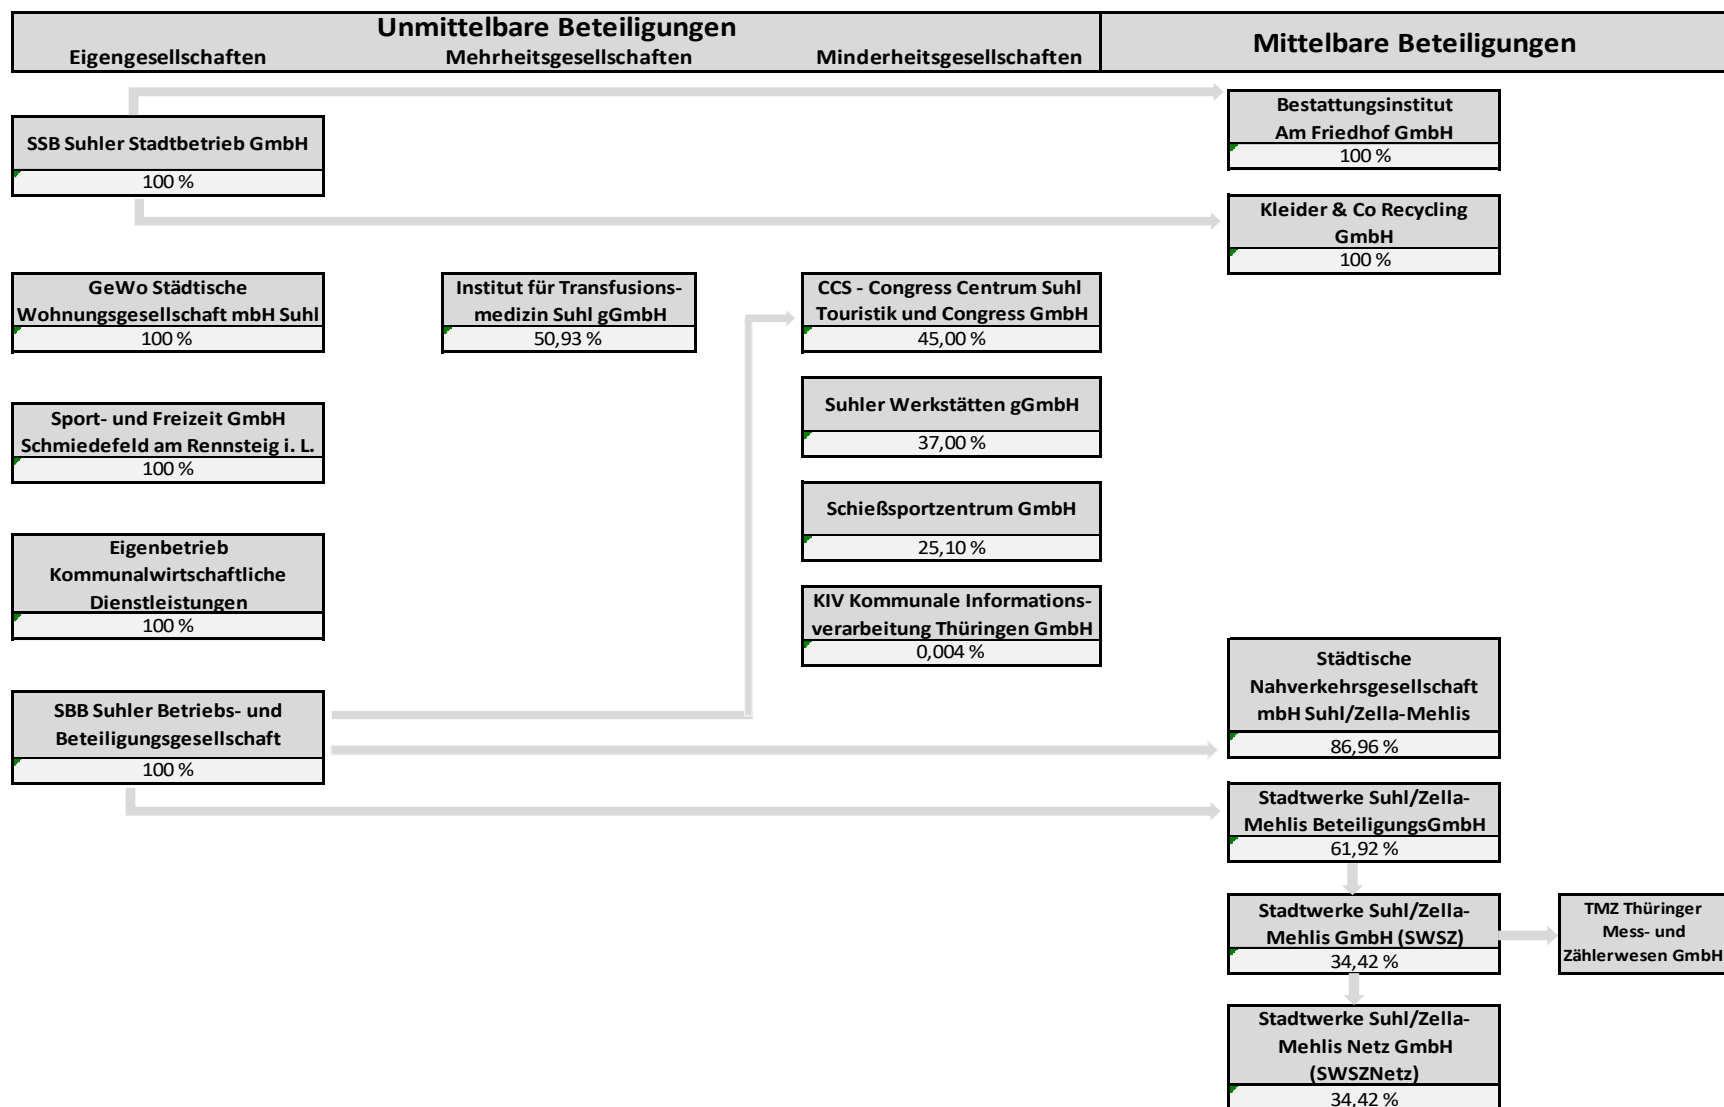 Unmittelbare Beteiligungen
Eigengesellschaften
Mehrheitsgesellschaften
Minderheitsgesellschaften
Mittelbare Beteiligungen
SSB Suhler Stadtbetrieb GmbH
100 %
Bestattungsinstitut
Am Friedhof GmbH
100 %
Kleider & Co Recycling
GmbH
100 %
GeWo Städtische
Wohnungsgesellschaft mbH Suhl
100 %
Institut für Transfusions-
medizin Suhl gGmbH
50,93 %
CCS - Congress Centrum Suhl
Touristik und Congress GmbH
45,00 %
Suhler Werkstätten gGmbH
37,00 %
Sport- und Freizeit GmbH
Schmiedefeld am Rennsteig i. L.
100 %
Schießsportzentrum GmbH
25,10 %
Eigenbetrieb
Kommunalwirtschaftliche
Dienstleistungen
100 %
KIV Kommunale Informations-
verarbeitung Thüringen GmbH
0,004 %
Städtische
Nahverkehrsgesellschaft
mbH Suhl/Zella-Mehlis
86,96 %
SBB Suhler Betriebs- und
Beteiligungsgesellschaft
100 %
Stadtwerke Suhl/Zella-
Mehlis BeteiligungsGmbH
61,92 %
Stadtwerke Suhl/Zella-
Mehlis GmbH (SWSZ)
34,42 %
TMZ Thüringer
Mess- und
Zählerwesen GmbH
Stadtwerke Suhl/Zella-
Mehlis Netz GmbH
(SWSZNetz)
34,42 %